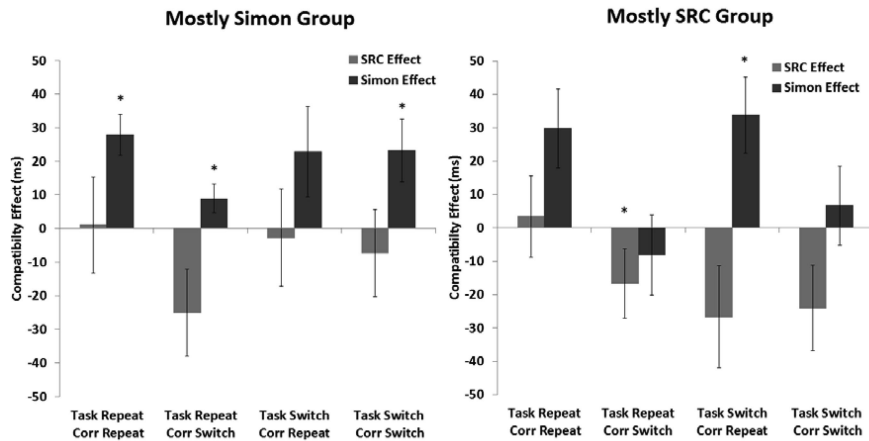 Mostly Simon Group
SRC Effect
Simon Effect
Compatibilty Effect (ms)
50
40
30
20
10
0
-10
-20
-30
-40
-50
*
*
*
Task Repeat
Corr Repeat
Task Repeat
Corr Switch
Task Switch
Corr Repeat
Task Switch
Corr Switch
Mostly SRC Group
SRC Effect
Simon Effect
Compatibilty Effect (ms)
50
40
30
20
10
0
-10
-20
-30
-40
-50
*
*
Task Repeat
Corr Repeat
Task Repeat
Corr Switch
Task Switch
Corr Repeat
Task Switch
Corr Switch